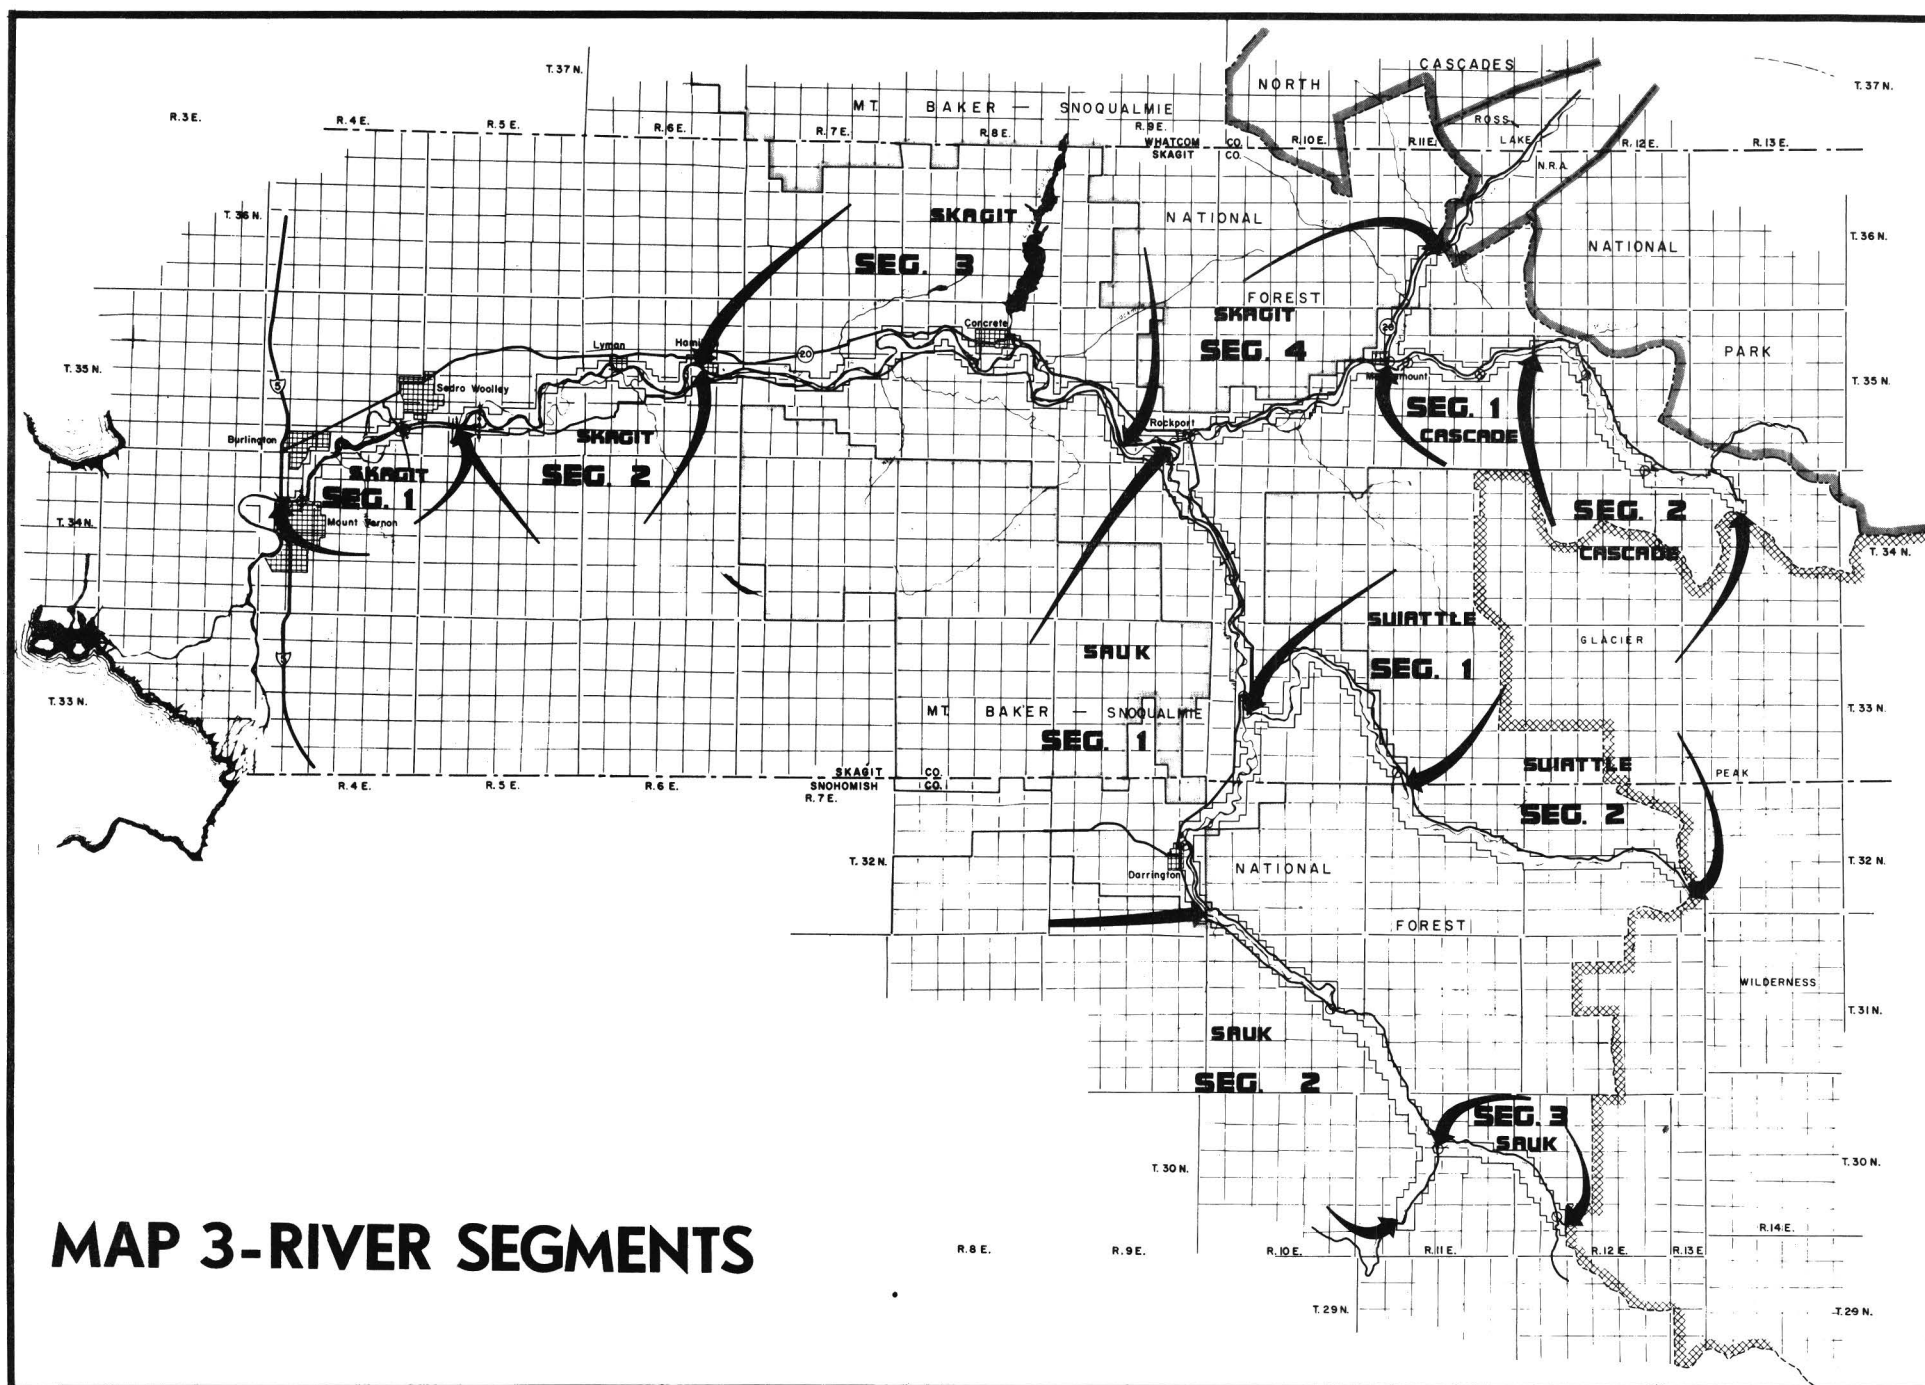 T. 37 N.
CASCADES
NORTH
T. 37 N.
MT. BAKER — SNOQUALMIE
R. 3 E.
R. 4 E.
R. 5 E.
R. 6 E.
R. 7 E.
R. 8 E.
R. 9 E.
WHATCOM CO.
SKAGIT CO.
R. 10 E.
R. 11 E.
ROSS
LAKE
N.R.A.
R. 12 E.
R. 13 E.
T. 36 N.
SKAGIT
SEG. 3
NATIONAL
NATIONAL
T. 36 N.
FOREST
SKAGIT
SEG. 4
20
PARK
Concrete
Lyman
20
T. 35 N.
5
Sedro Woolley
T. 35 N.
SEG. 1
CASCADE
Rockport
Burlington
SKAGIT
SEG. 2
SKAGIT
SEG. 1
Mount Vernon
T. 34 N.
SEG. 2
CASCADE
T. 34 N.
SUIATTLE
SEG. 1
GLACIER
SAUK
5
T. 33 N.
MT. BAKER — SNOQUALMIE
SEG. 1
T. 33 N.
SUIATTLE
PEAK
SEG. 2
SKAGIT CO.
SNOHOMISH CO.
R. 4 E.
R. 5 E.
R. 6 E.
R. 7 E.
T. 32 N.
Darrington
NATIONAL
T. 32 N.
FOREST
WILDERNESS
T. 31 N.
SAUK
SEG. 2
SEG. 3
SAUK
T. 30 N.
T. 30 N.
MAP 3-RIVER SEGMENTS
R. 8 E.
R. 9 E.
R. 10 E.
R. 11 E.
R. 12 E.
R. 13 E
R. 14 E.
T. 29 N.
T. 29 N.